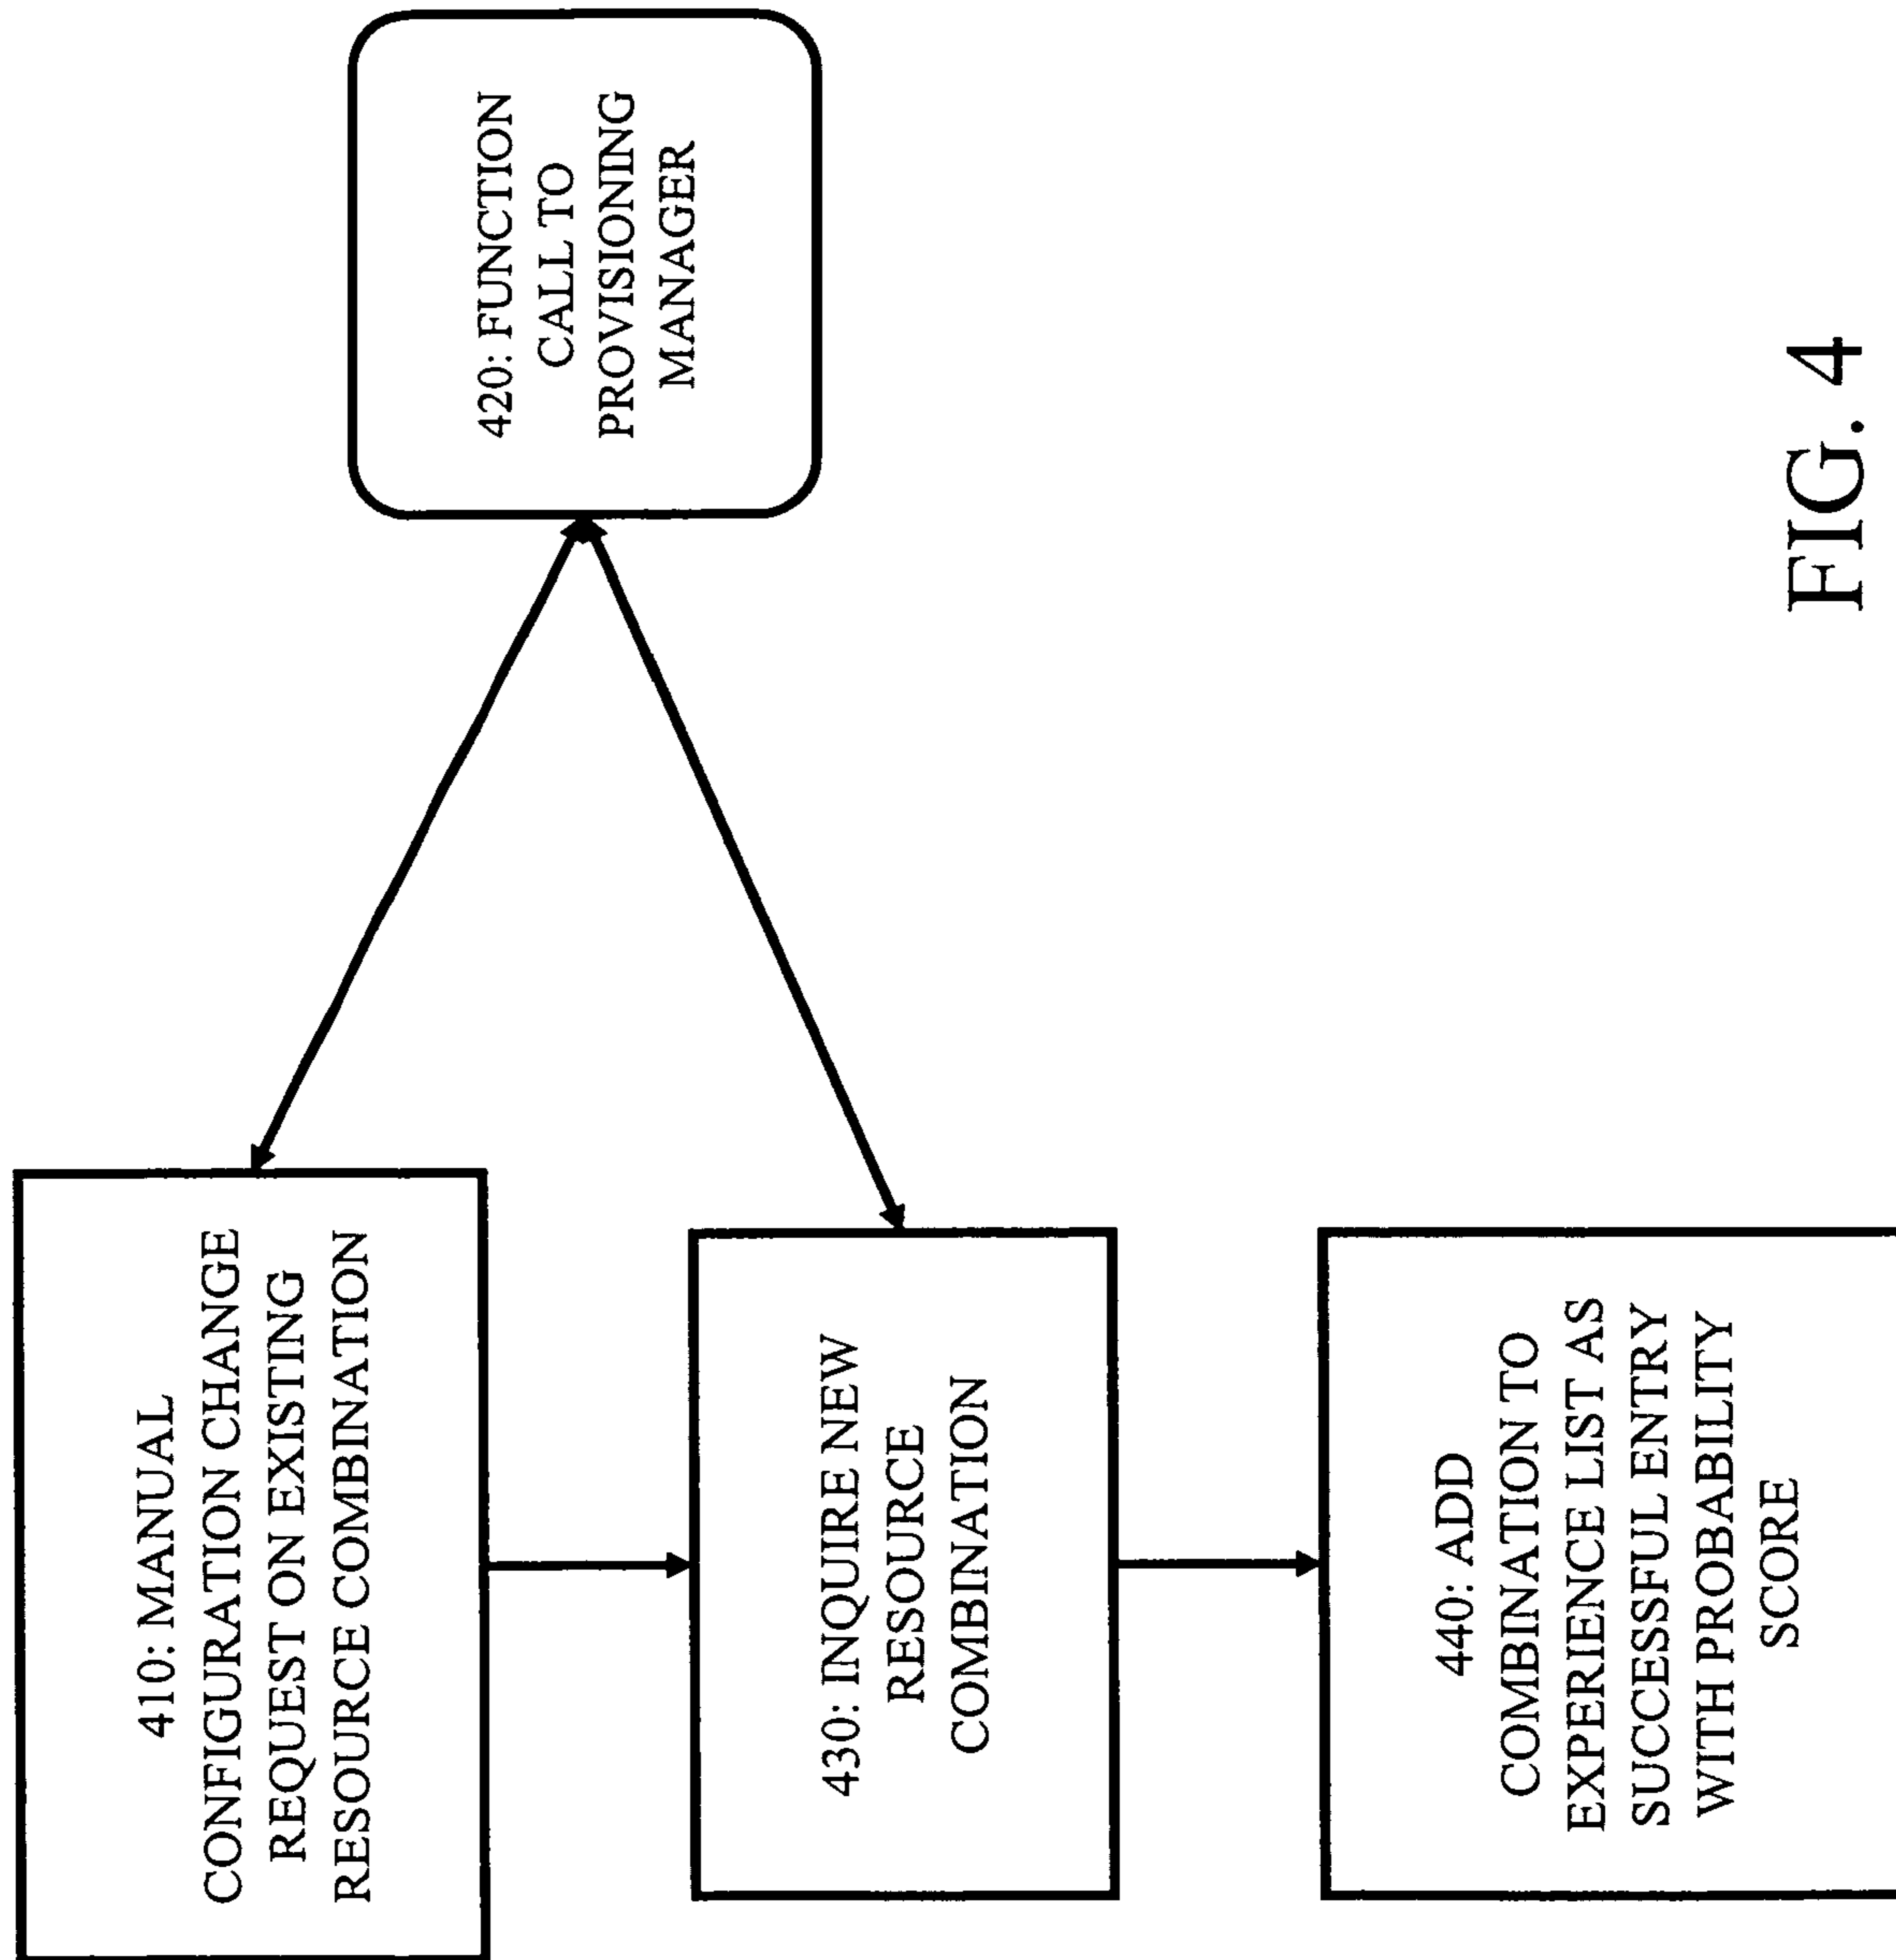 410: MANUAL
CONFIGURATION CHANGE
REQUEST ON EXISTING
RESOURCE COMBINATION
420: FUNCTION
CALL TO
PROVISIONING
MANAGER
430: INQUIRE NEW
RESOURCE
COMBINATION
440: ADD
COMBINATION TO
EXPERIENCE LIST AS
SUCCESSFUL ENTRY
WITH PROBABILITY
SCORE
FIG. 4